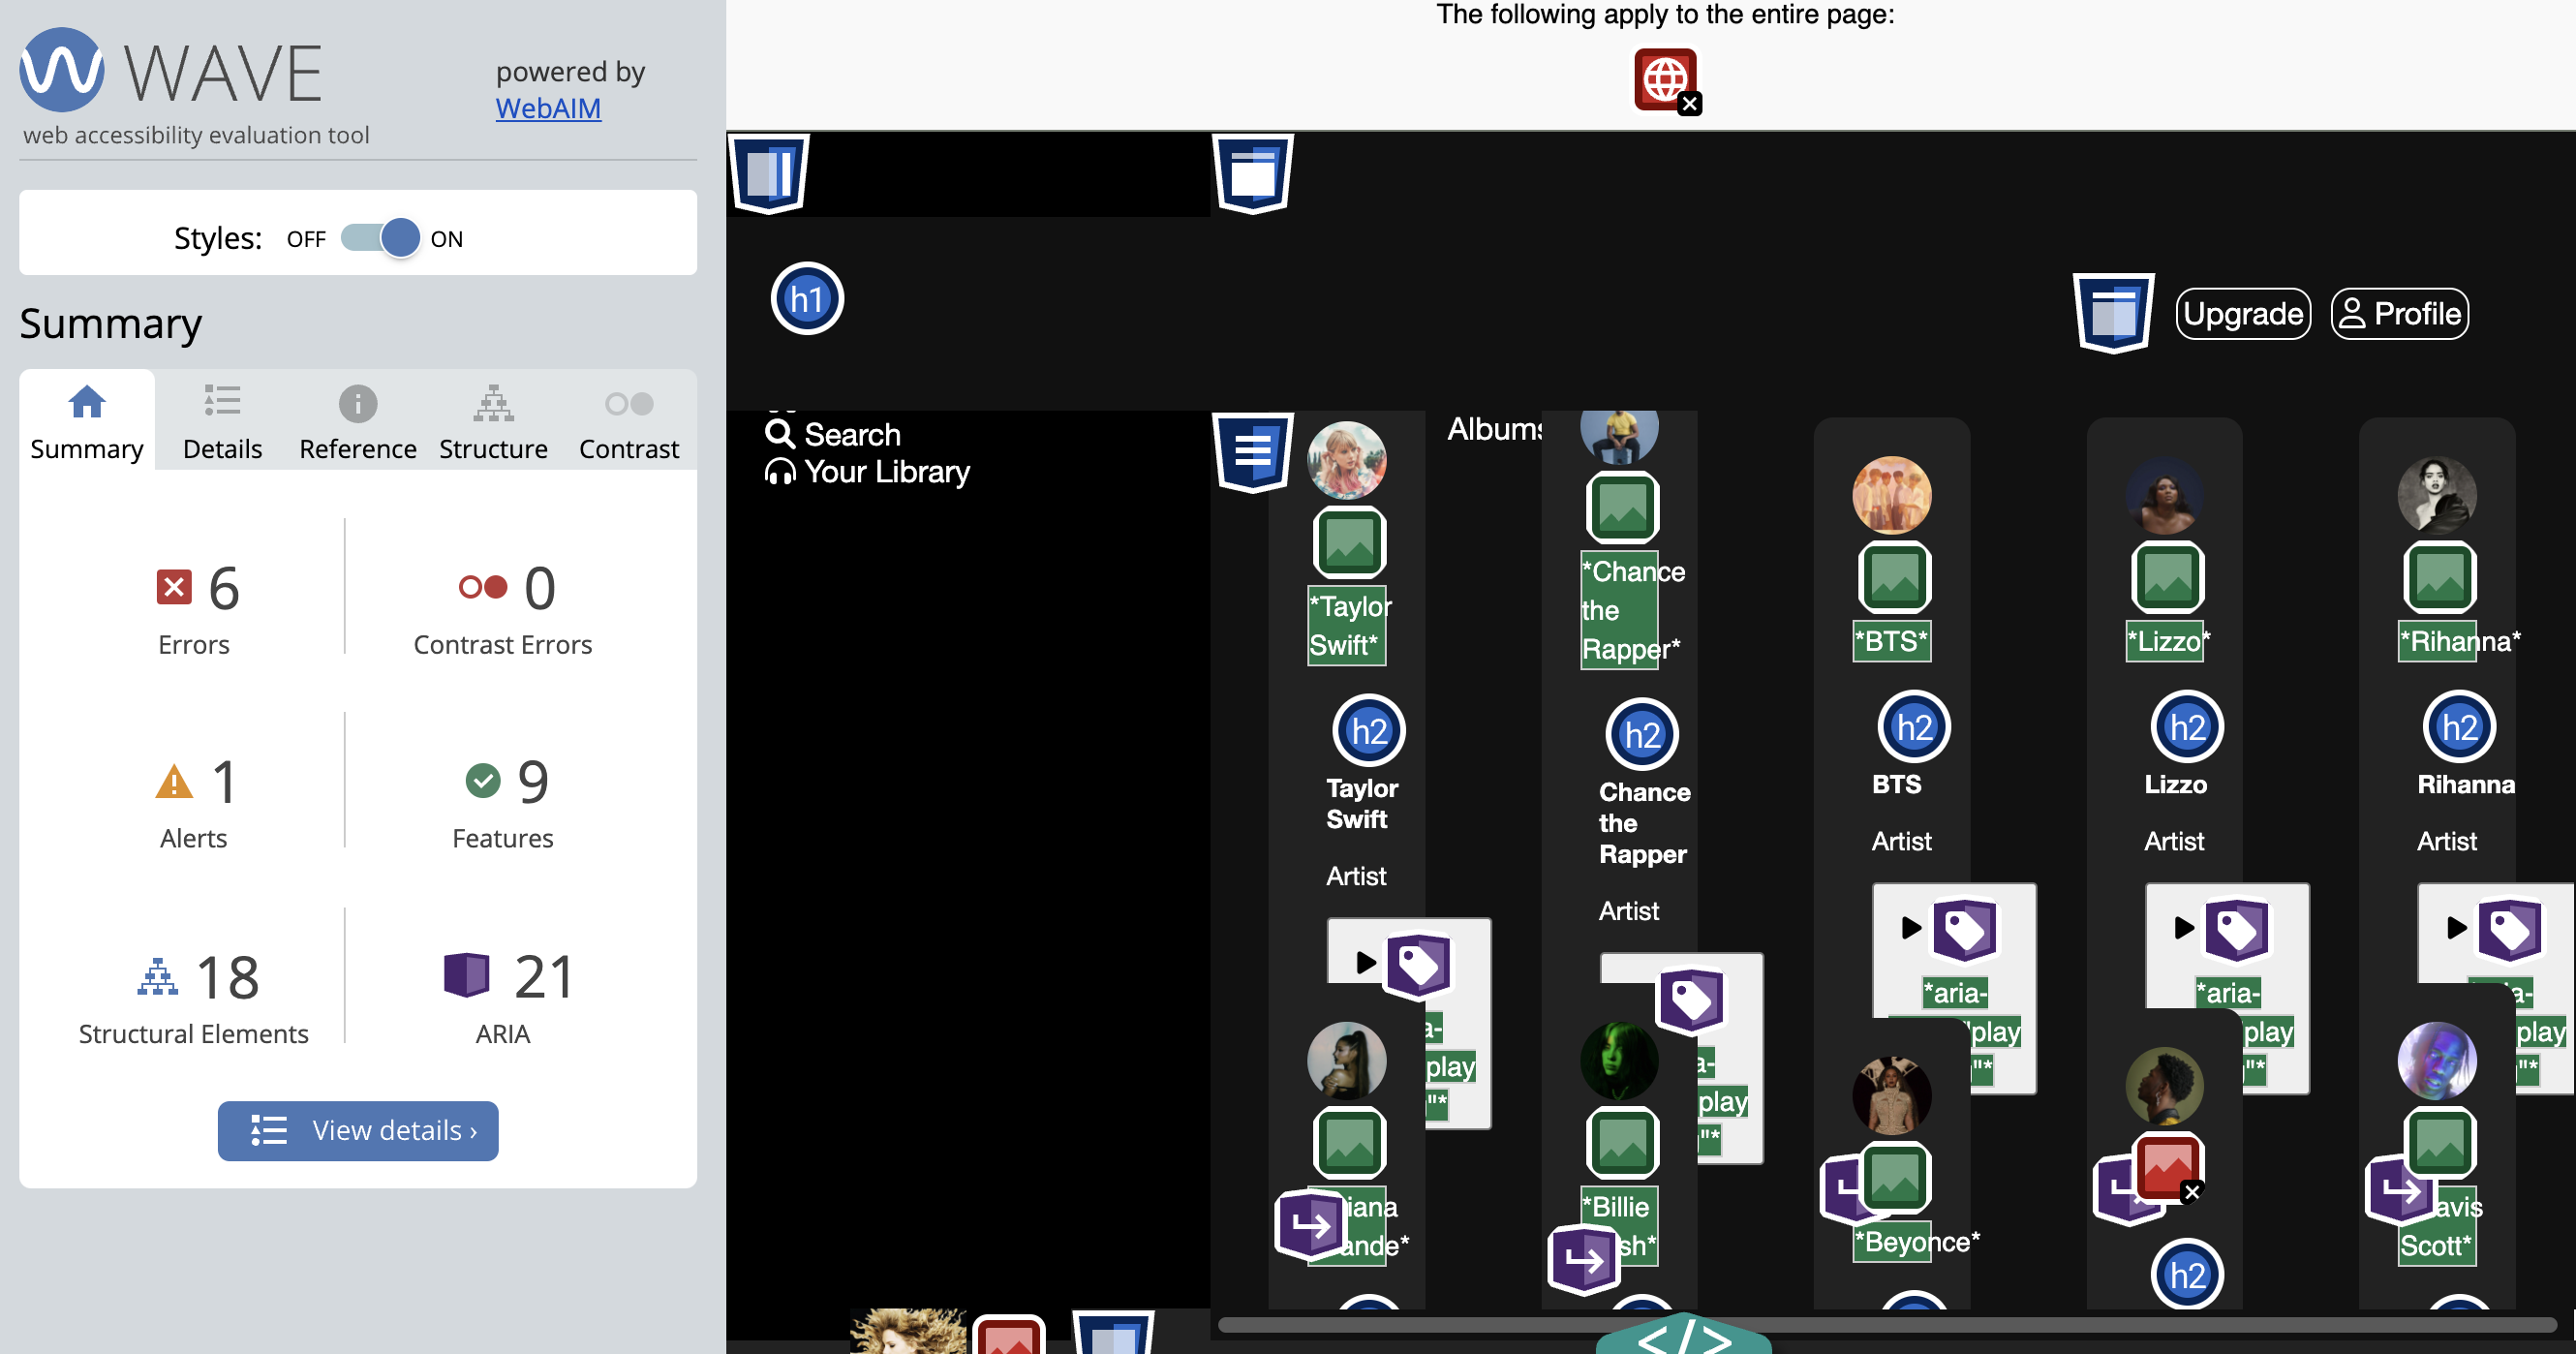 WAVE
powered by
WebAIM
web accessibility evaluation tool
Styles: OFF ON
Summary
Summary Details Reference Structure Contrast
6
Errors
0
Contrast Errors
1
Alerts
9
Features
18
Structural Elements
21
ARIA
View details ›
The following apply to the entire page:
h1
Upgrade Profile
Search
Your Library
Albums
*Taylor
Swift*
h2
Taylor
Swift
Artist
play
"*
*Chance
the
Rapper*
h2
Chance
the
Rapper
Artist
play
"*
*BTS*
h2
BTS
Artist
*aria-
play
"*
*Lizzo*
h2
Lizzo
Artist
*aria-
play
"*
*Rihanna*
h2
Rihanna
Artist
play
"*
iana
ande*
*Billie
sh*
*Beyonce*
h2
avis
Scott*
</>